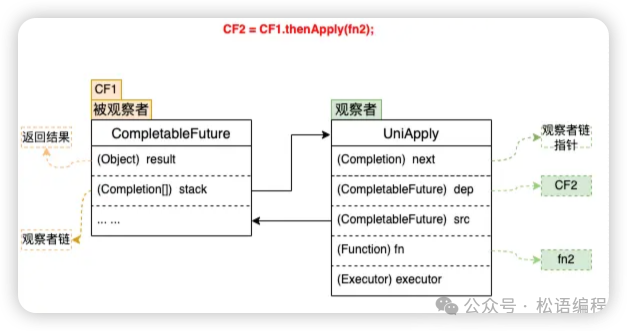 CF2 = CF1.thenApply(fn2);
CF1
被观察者
观察者
返回结果
CompletableFuture
UniApply
观察者链
指针
(Object) result
(Completion) next
(Completion[]) stack
(CompletableFuture) dep
CF2
... ...
(CompletableFuture) src
观察者链
(Function) fn
fn2
(Executor) executor
公众号 · 松语编程